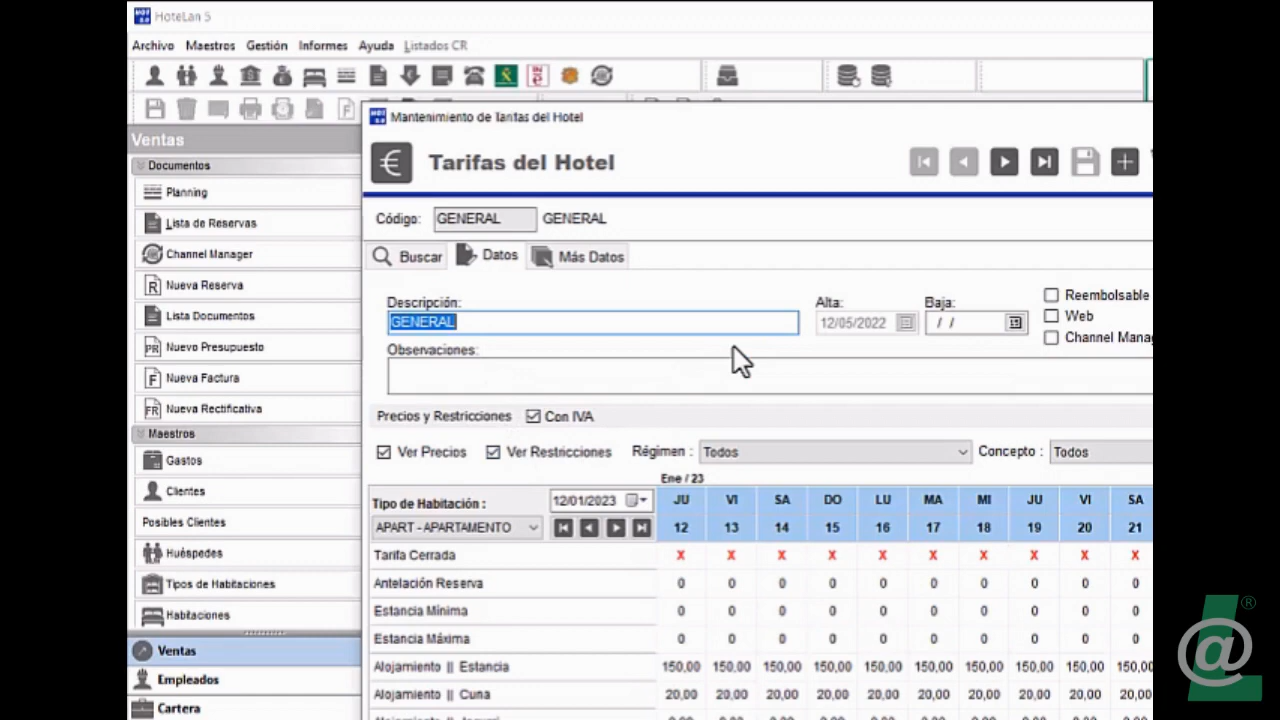 HoteLan 5
Archivo Maestros Gestión Informes Ayuda Listados CR
Ventas
Documentos
Planning
Lista de Reservas
Channel Manager
Nueva Reserva
Lista Documentos
Nuevo Presupuesto
Nueva Factura
Nueva Rectificativa
Maestros
Gastos
Clientes
Posibles Clientes
Huéspedes
Tipos de Habitaciones
Habitaciones
Ventas
Empleados
Cartera
Mantenimiento de Tarifas del Hotel
€ Tarifas del Hotel
Código: GENERAL GENERAL
Buscar Datos Más Datos
Descripción: Alta: Baja: Reembolsable
GENERAL 12/05/2022 / / Web
Observaciones: Channel Mana
Precios y Restricciones Con IVA
Ver Precios Ver Restricciones Régimen : Todos Concepto : Todos
Ene / 23
Tipo de Habitación : 12/01/2023 JU VI SA DO LU MA MI JU VI SA
APART - APARTAMENTO 12 13 14 15 16 17 18 19 20 21
Tarifa Cerrada X X X X X X X X X X
Antelación Reserva 0 0 0 0 0 0 0 0 0 0
Estancia Mínima 0 0 0 0 0 0 0 0 0 0
Estancia Máxima 0 0 0 0 0 0 0 0 0 0
Alojamiento || Estancia 150,00 150,00 150,00 150,00 150,00 150,00 150,00 150,00 150,00 150,00
Alojamiento || Cuna 20,00 20,00 20,00 20,00 20,00 20,00 20,00 20,00 20,00 20,00
L@®